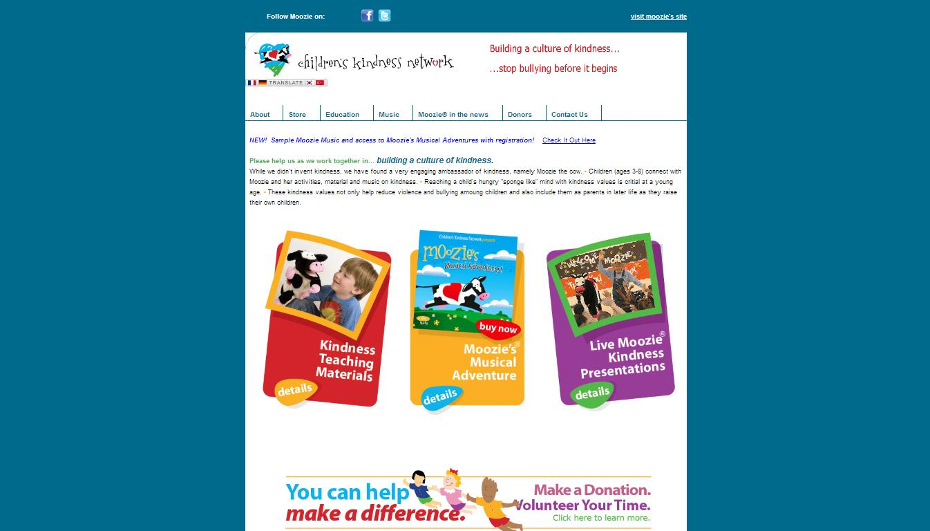 Follow Moozie on:
visit moozie's site
children's kindness network
Building a culture of kindness...
...stop bullying before it begins
TRANSLATE
About
Store
Education
Music
Moozie® in the news
Donors
Contact Us
NEW! Sample Moozie Music and access to Moozie's Musical Adventures with registration! Check It Out Here
Please help us as we work together in... building a culture of kindness.
While we didn't invent kindness, we have found a very engaging ambassador of kindness, namely Moozie the cow. - Children (ages 3-8) connect with
Moozie and her activities, material and music on kindness. - Reaching a child's hungry "sponge like" mind with kindness values is critial at a young
age. - These kindness values not only help reduce violence and bullying amoung children and also include them as parents in later life as they raise
their own children.
Kindness
Teaching
Materials
details
moozie's
Musical Adventures
buy now
Moozie's®
Musical
Adventure
details
WELCOME MOOZIE
Live Moozie®
Kindness
Presentations
details
You can help
make a difference.
Make a Donation.
Volunteer Your Time.
Click here to learn more.